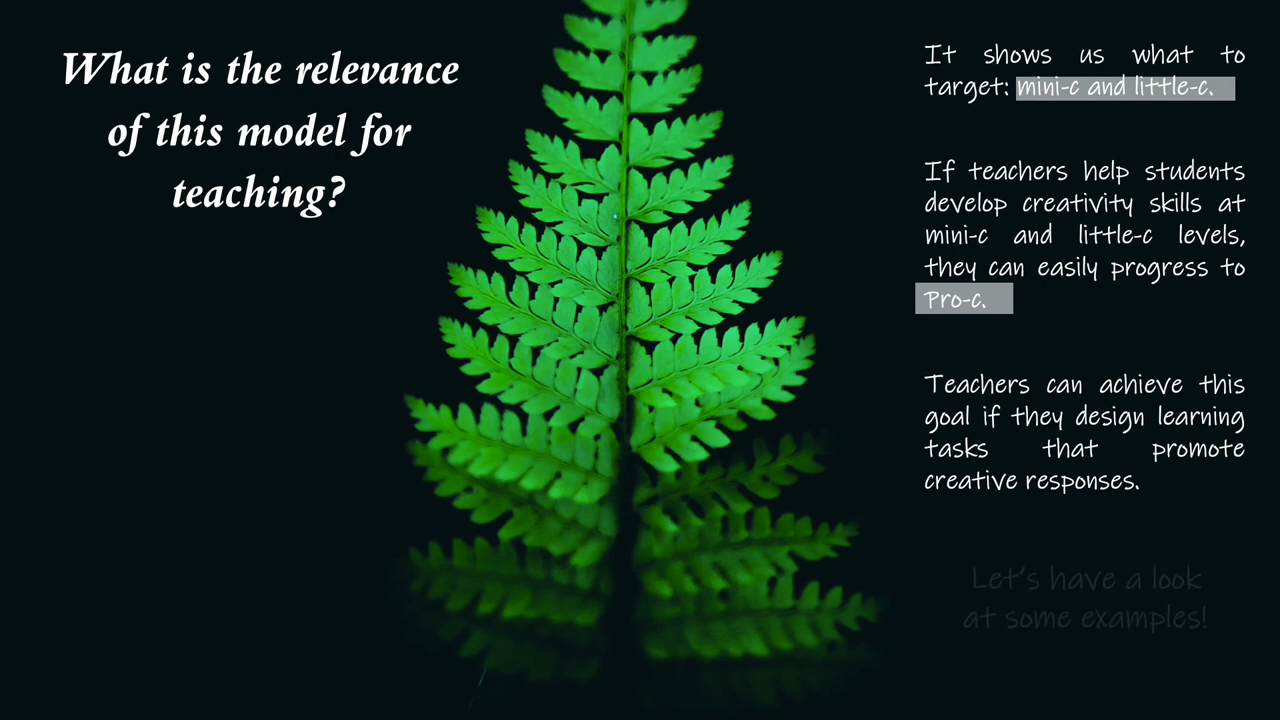 What is the relevance
of this model for
teaching?
It shows us what to
target: mini-c and little-c.
If teachers help students
develop creativity skills at
mini-c and little-c levels,
they can easily progress to
Pro-c.
Teachers can achieve this
goal if they design learning
tasks that promote
creative responses.
Let's have a look
at some examples!